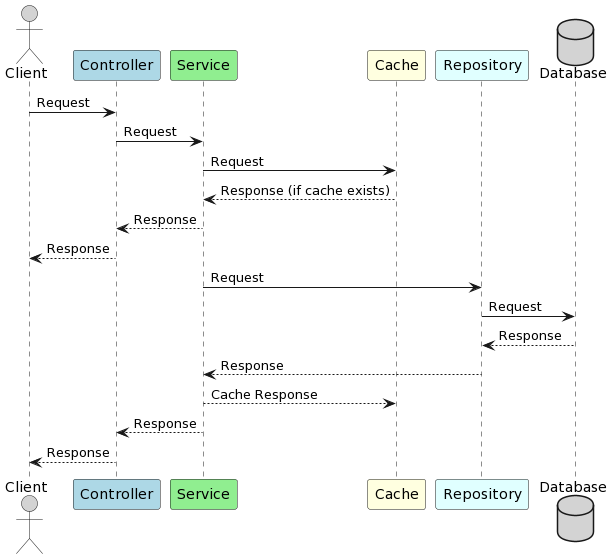 Client
Controller
Service
Cache
Repository
Database
Request
Request
Request
Response (if cache exists)
Response
Response
Request
Request
Response
Response
Cache Response
Response
Response
Client
Controller
Service
Cache
Repository
Database